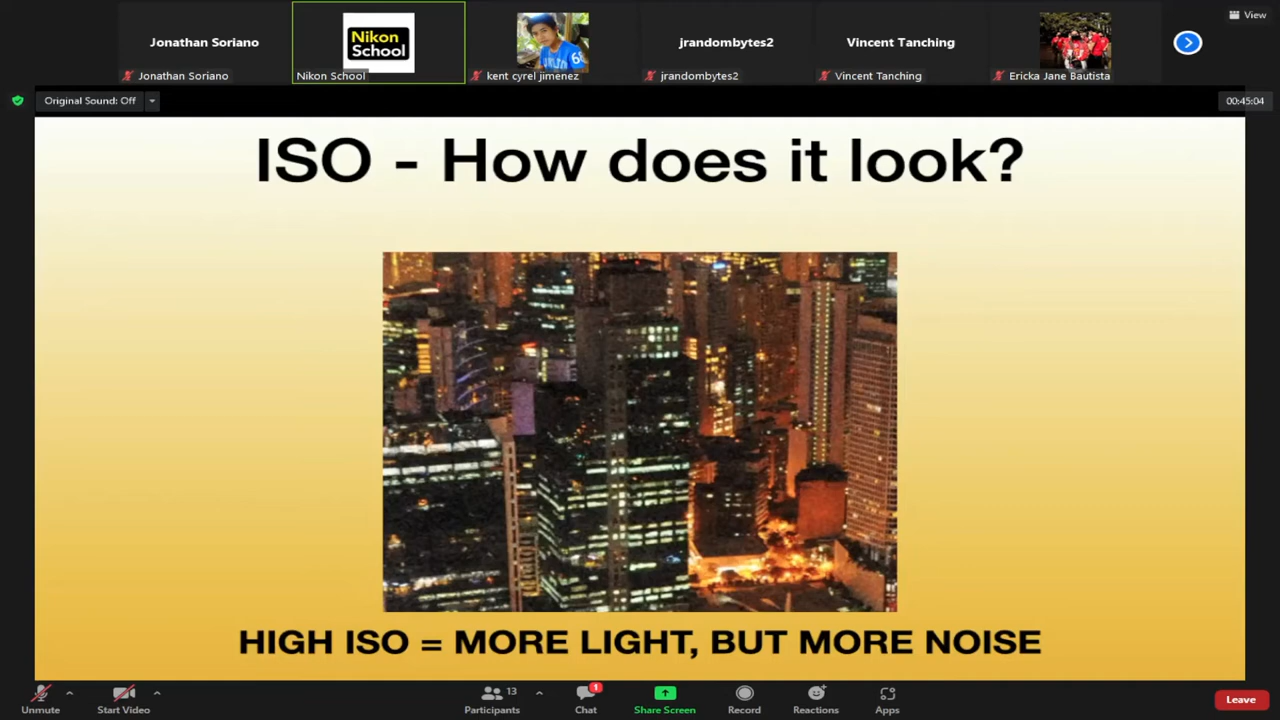 View
Jonathan Soriano
Nikon
School
jrandombytes2
Vincent Tanching
Jonathan Soriano
Nikon School
kent cyrel jimenez
jrandombytes2
Vincent Tanching
Ericka Jane Bautista
Original Sound: Off
00:45:04
ISO - How does it look?
HIGH ISO = MORE LIGHT, BUT MORE NOISE
13
1
Unmute
Start Video
Participants
Chat
Share Screen
Record
Reactions
Apps
Leave